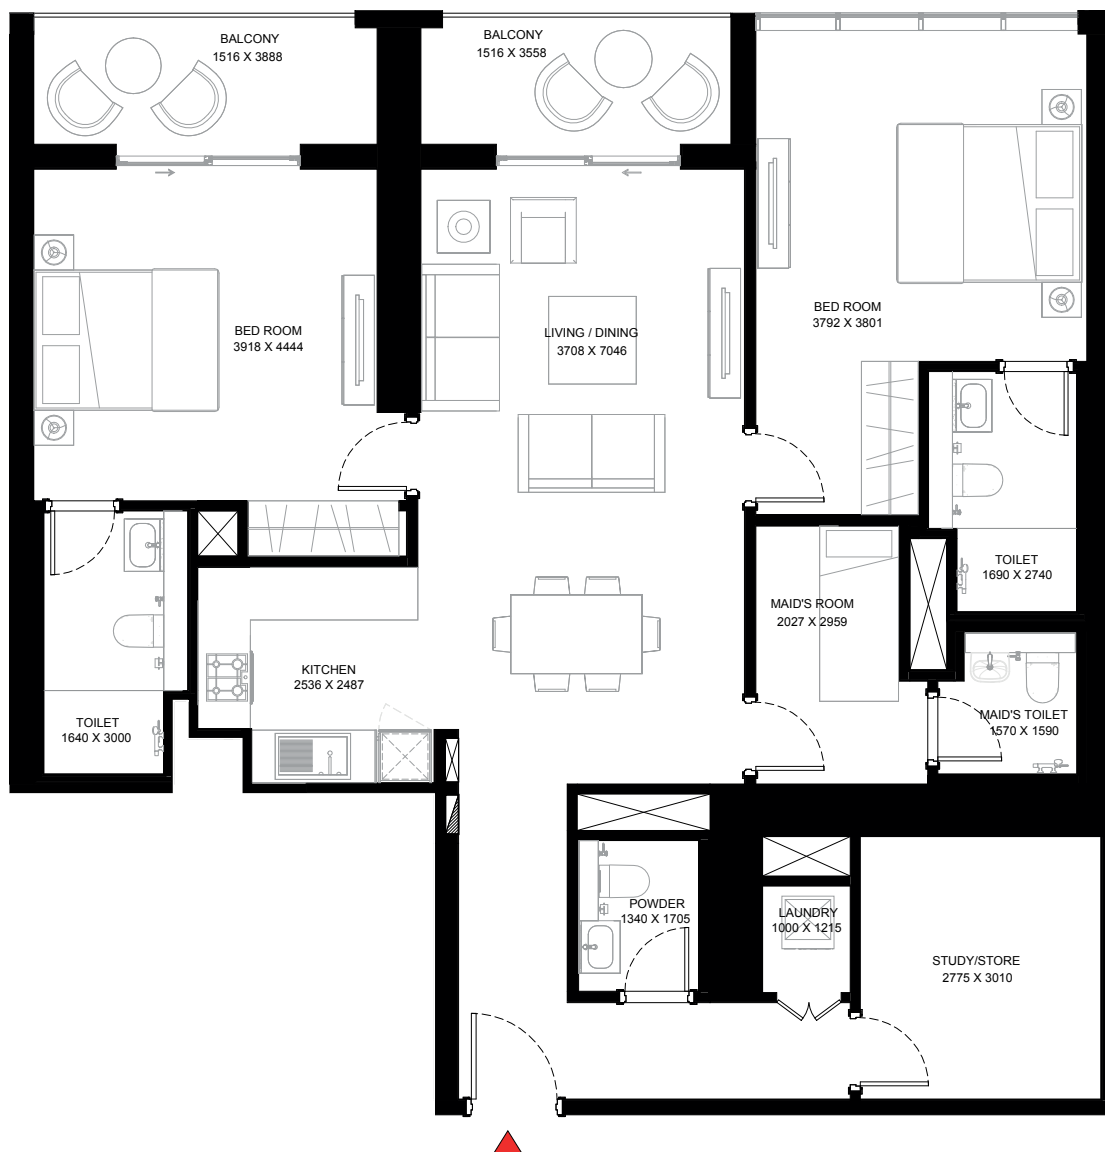 BALCONY
1516 X 3888
BALCONY
1516 X 3558
BED ROOM
3918 X 4444
LIVING / DINING
3708 X 7046
BED ROOM
3792 X 3801
TOILET
1690 X 2740
MAID'S ROOM
2027 X 2959
KITCHEN
2536 X 2487
TOILET
1640 X 3000
MAID'S TOILET
1570 X 1590
POWDER
1340 X 1705
LAUNDRY
1000 X 1215
STUDY/STORE
2775 X 3010